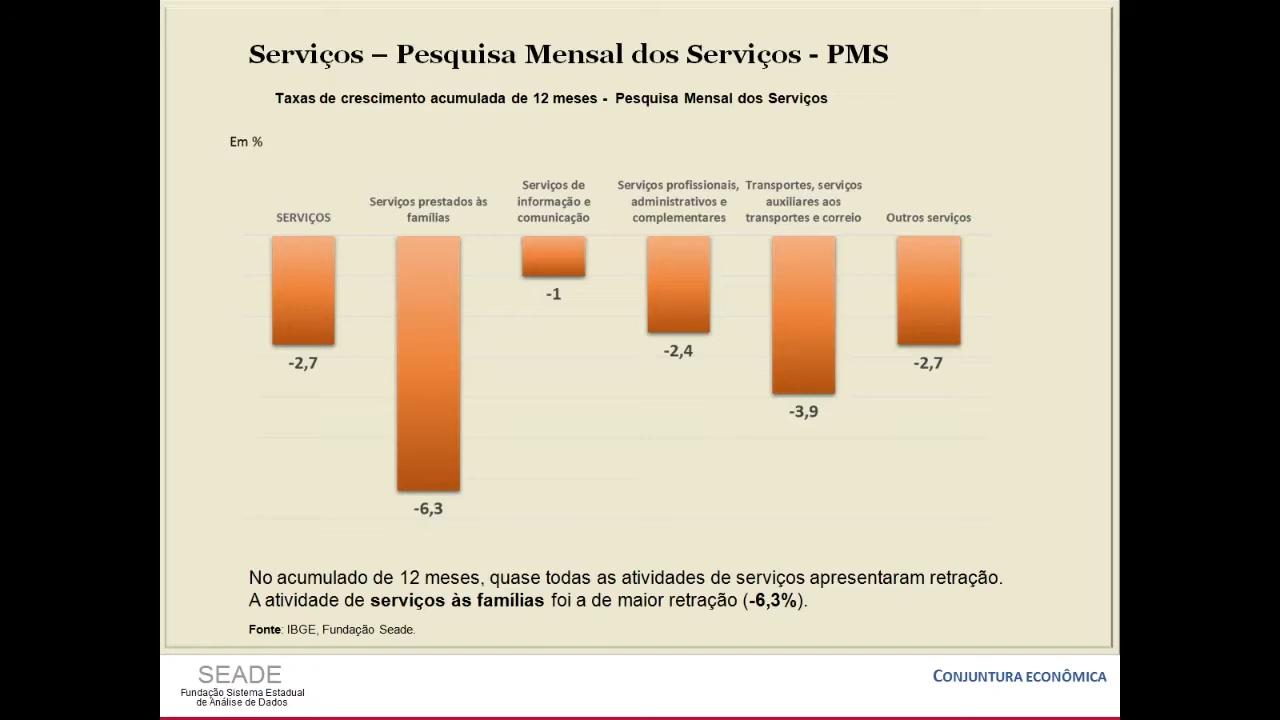 Serviços – Pesquisa Mensal dos Serviços - PMS
Taxas de crescimento acumulada de 12 meses - Pesquisa Mensal dos Serviços
Em %
SERVIÇOS
Serviços prestados às
famílias
Serviços de
informação e
comunicação
Serviços profissionais,
administrativos e
complementares
Transportes, serviços
auxiliares aos
transportes e correio
Outros serviços
-2,7
-6,3
-1
-2,4
-3,9
-2,7
No acumulado de 12 meses, quase todas as atividades de serviços apresentaram retração.
A atividade de serviços às famílias foi a de maior retração (-6,3%).
Fonte: IBGE, Fundação Seade.
SEADE
Fundação Sistema Estadual
de Análise de Dados
CONJUNTURA ECONÔMICA